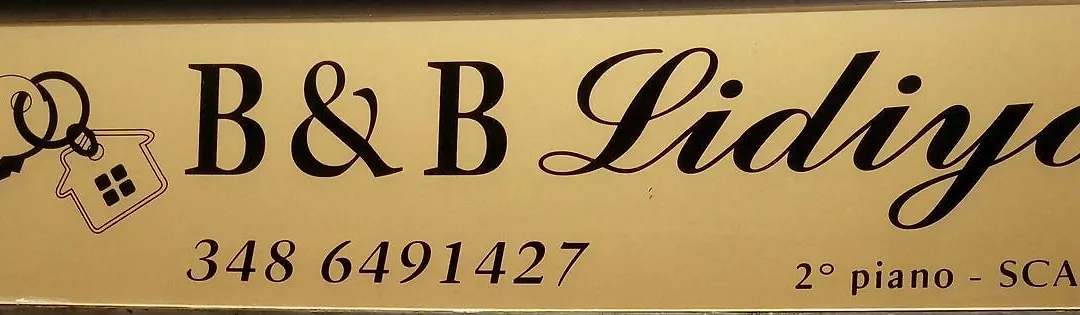 B&B Lidiya
348 6491427
2° piano - SCA